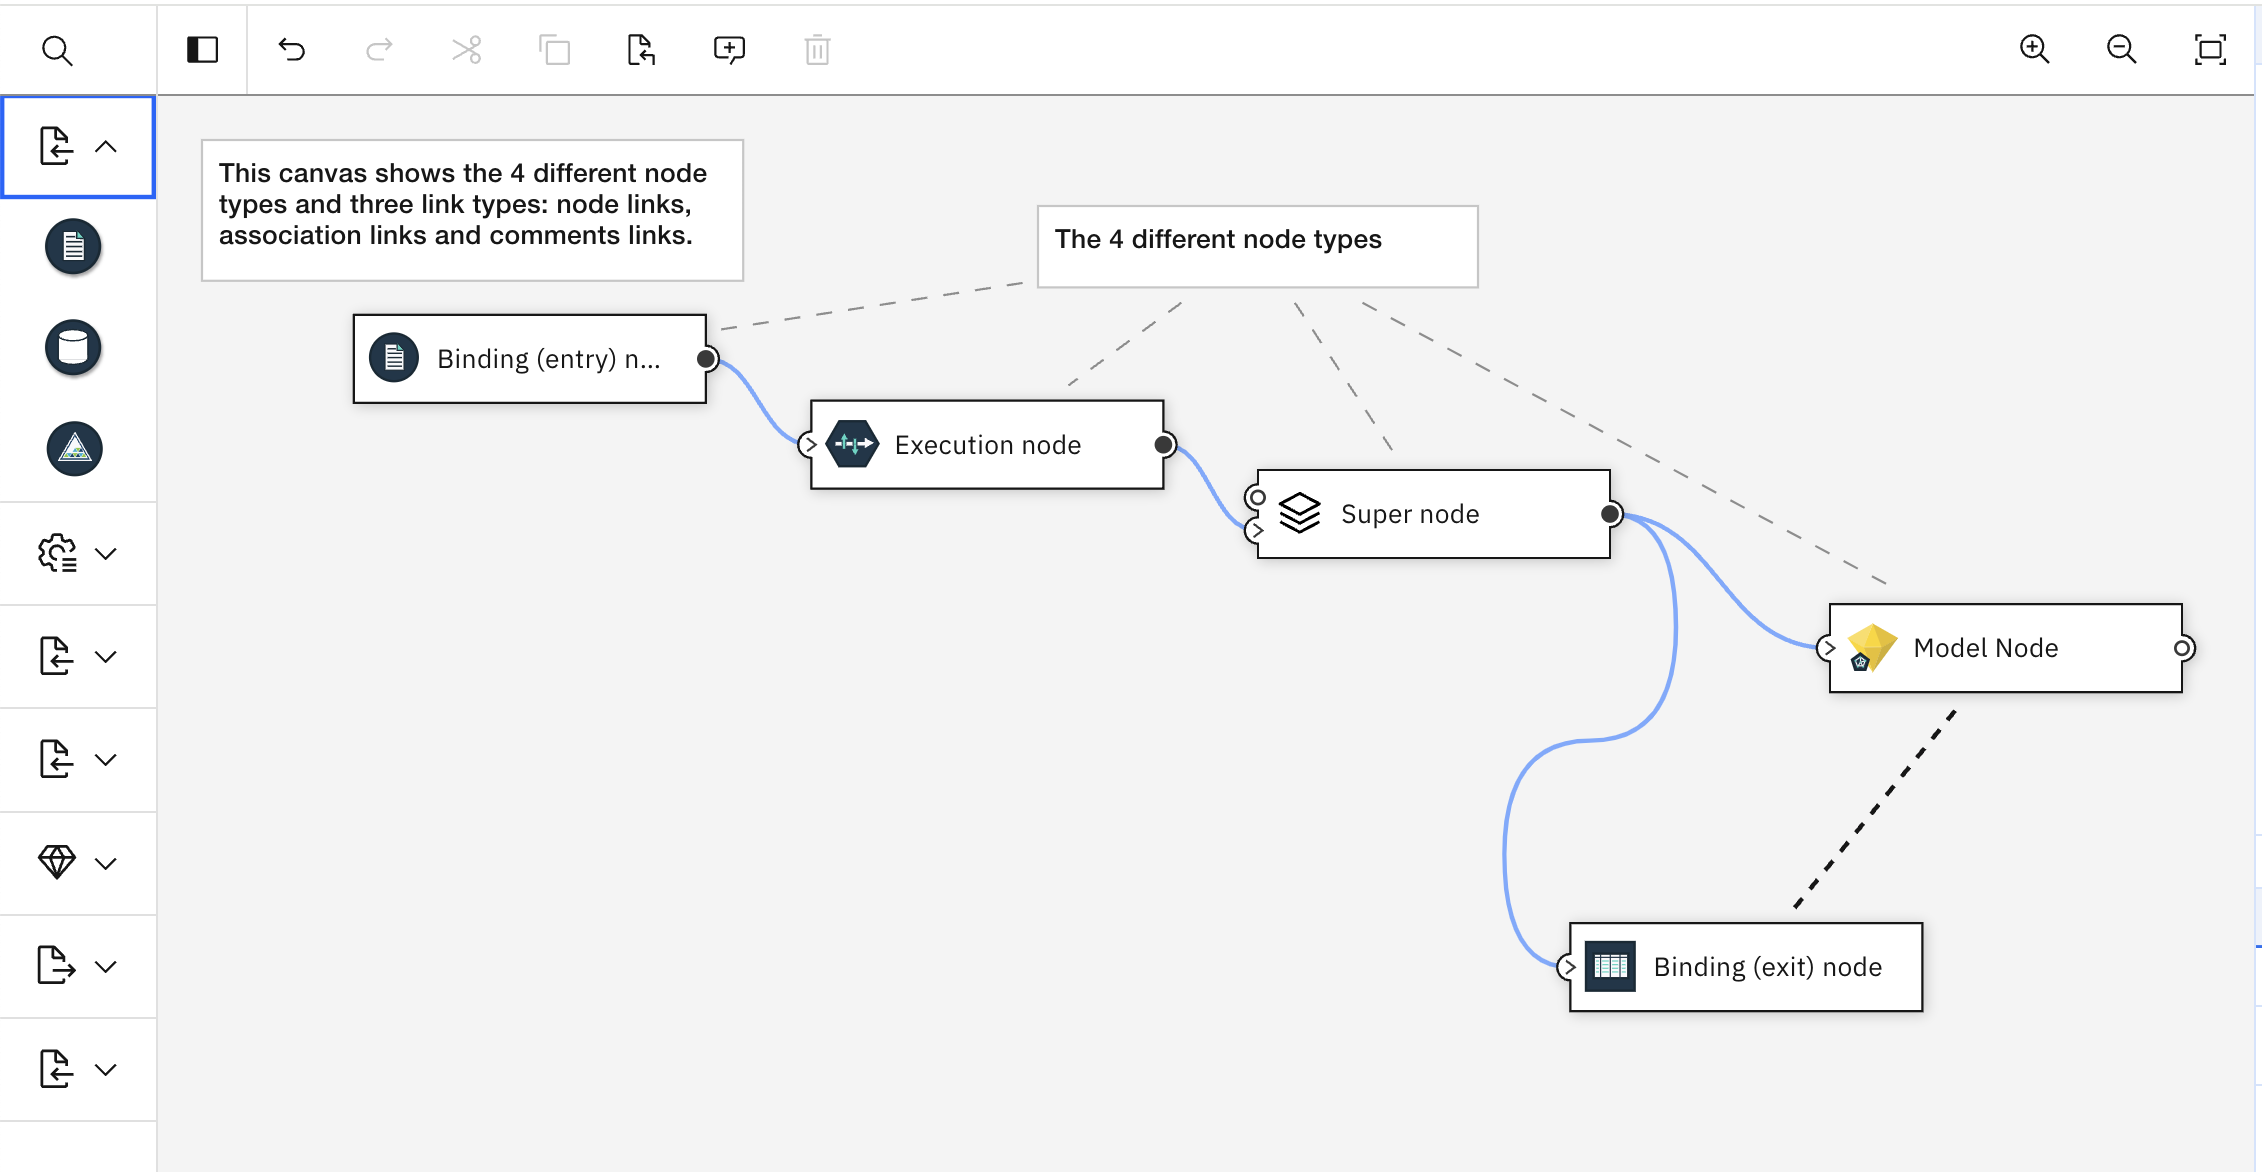 This canvas shows the 4 different node
types and three link types: node links,
association links and comments links.
The 4 different node types
Binding (entry) n...
Execution node
Super node
Model Node
Binding (exit) node